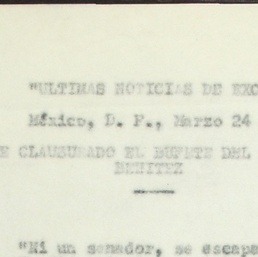 "ULTIMAS NOTICIAS DE EXC
México, D. F., Marzo 24
E CLAUSURADO EL BUFETE DEL
BENITEZ
"Ni un senador, se escapa